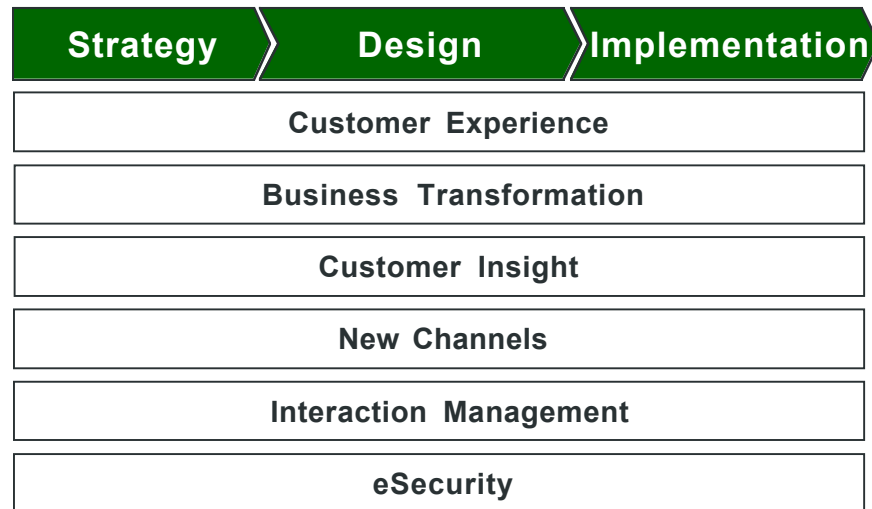 Strategy Design Implementation
Customer Experience
Business Transformation
Customer Insight
New Channels
Interaction Management
eSecurity